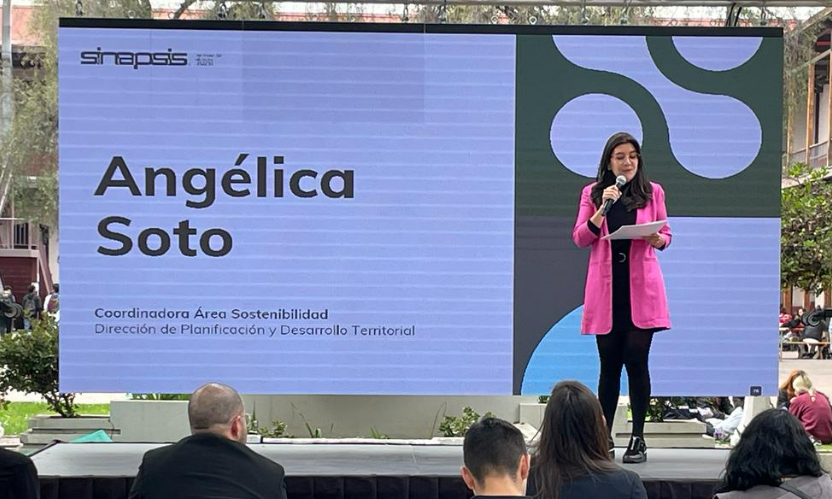 sinapsis
Angélica
Soto
Coordinadora Área Sostenibilidad
Dirección de Planificación y Desarrollo Territorial